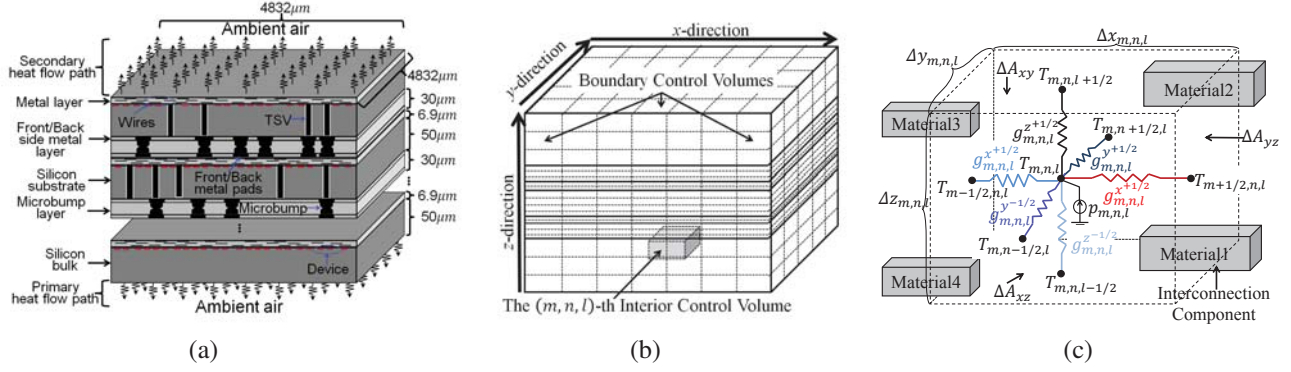 4832μm
Ambient air
Secondary
heat flow path
4832μm
Metal layer
30μm
Wires
TSV
6.9μm
Front/Back
side metal
layer
50μm
30μm
Front/Back
metal pads
Silicon
substrate
Microbump
layer
Microbump
6.9μm
50μm
Silicon
bulk
Device
Primary
heat flow path
Ambient air
(a)
x-direction
y-direction
Boundary Control Volumes
z-direction
The (m, n, l)-th Interior Control Volume
(b)
Δx_{m,n,l}
Δy_{m,n,l}
ΔA_{xy}
T_{m,n,l+1/2}
Material2
Material3
g^{z+1/2}_{m,n,l}
T_{m,n+1/2,l}
ΔA_{yz}
g^{x+1/2}_{m,n,l}
T_{m,n,l}
g^{y+1/2}_{m,n,l}
T_{m-1/2,n,l}
T_{m+1/2,n,l}
g^{x+1/2}_{m,n,l}
Δz_{m,n,l}
g^{y-1/2}_{m,n,l}
p_{m,n,l}
T_{m,n-1/2,l}
g^{z-1/2}_{m,n,l}
Material1
Material4
ΔA_{xz}
T_{m,n,l-1/2}
Interconnection
Component
(c)